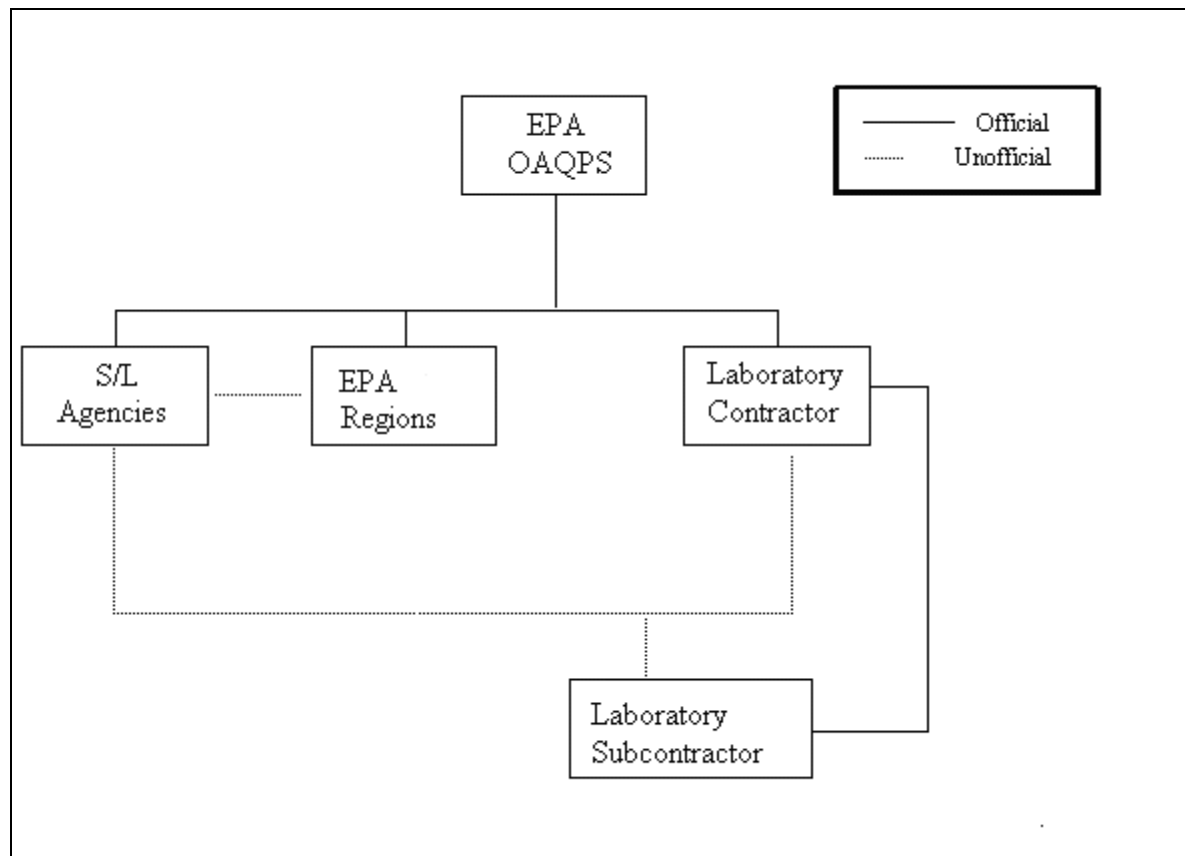 EPA
OAQPS
Official
Unofficial
S/L
Agencies
EPA
Regions
Laboratory
Contractor
Laboratory
Subcontractor